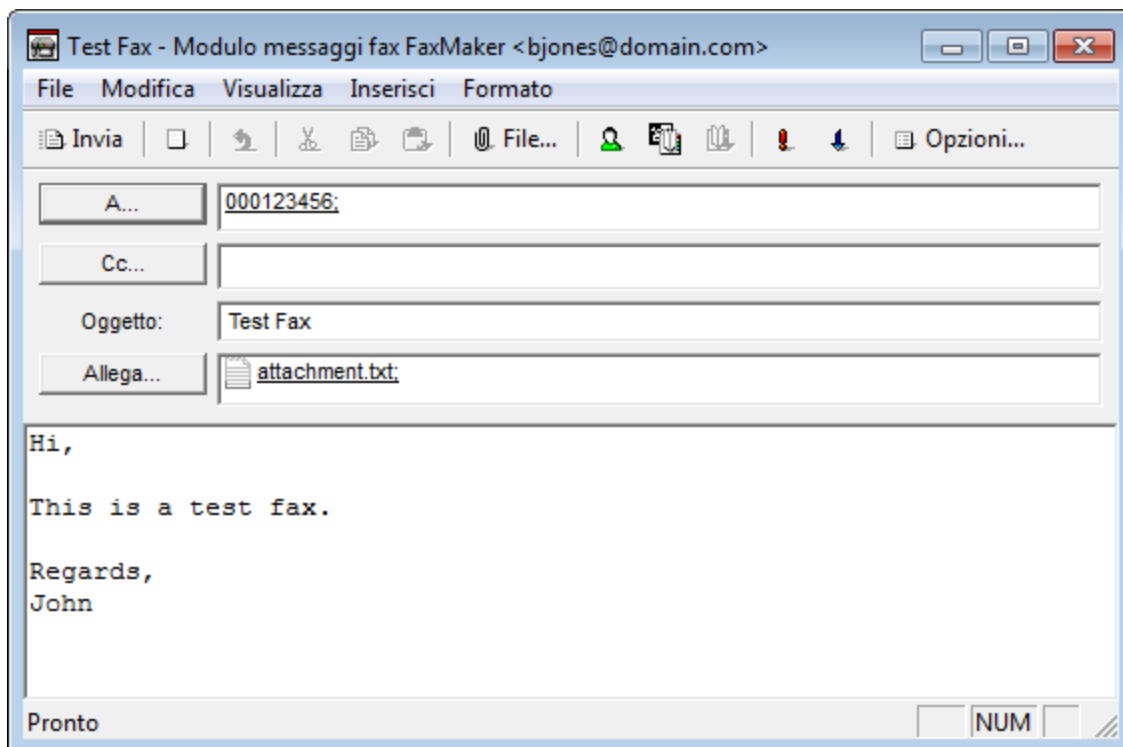 Test Fax - Modulo messaggi fax FaxMaker <bjones@domain.com>
File Modifica Visualizza Inserisci Formato
Invia File... Opzioni...
A... 000123456;
Cc...
Oggetto: Test Fax
Allega... attachment.txt;
Hi,
This is a test fax.
Regards,
John
Pronto NUM